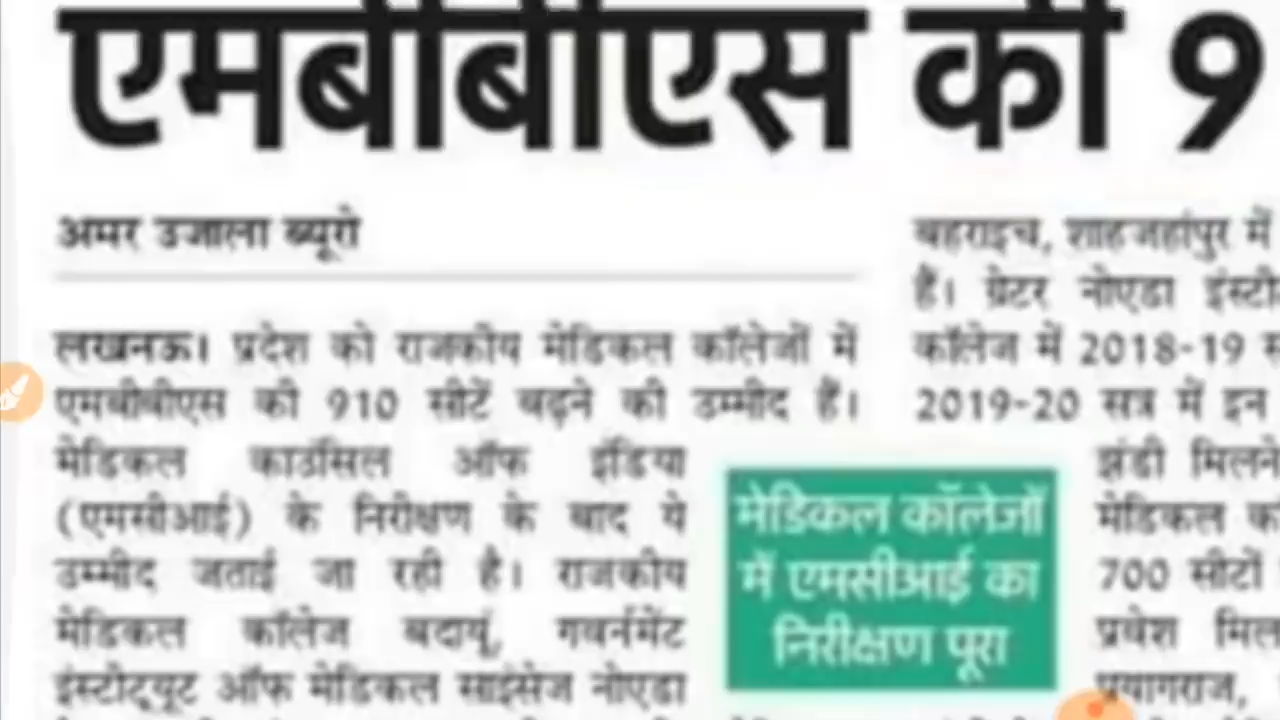 एमबीबीएस की 9
अमर उजाला ब्यूरो
लखनऊ। प्रदेश को राजकीय मेडिकल कॉलेजों में
एमबीबीएस की 910 सीटें बढ़ने की उम्मीद है।
मेडिकल काउंसिल ऑफ इंडिया
(एमसीआई) के निरीक्षण के बाद ये
उम्मीद जताई जा रही है। राजकीय
मेडिकल कॉलेज बदायूं, गवर्नमेंट
इंस्टीट्यूट ऑफ मेडिकल साइंसेज नोएडा
मेडिकल कॉलेजों
में एमसीआई का
निरीक्षण पूरा
बहराइच, शाहजहांपुर में
हैं। ग्रेटर नोएडा
कॉलेज में 2018-19
2019-20 सत्र में इन
झंडी मिलने
मेडिकल
700 सीटों
प्रवेश
प्रयागराज,